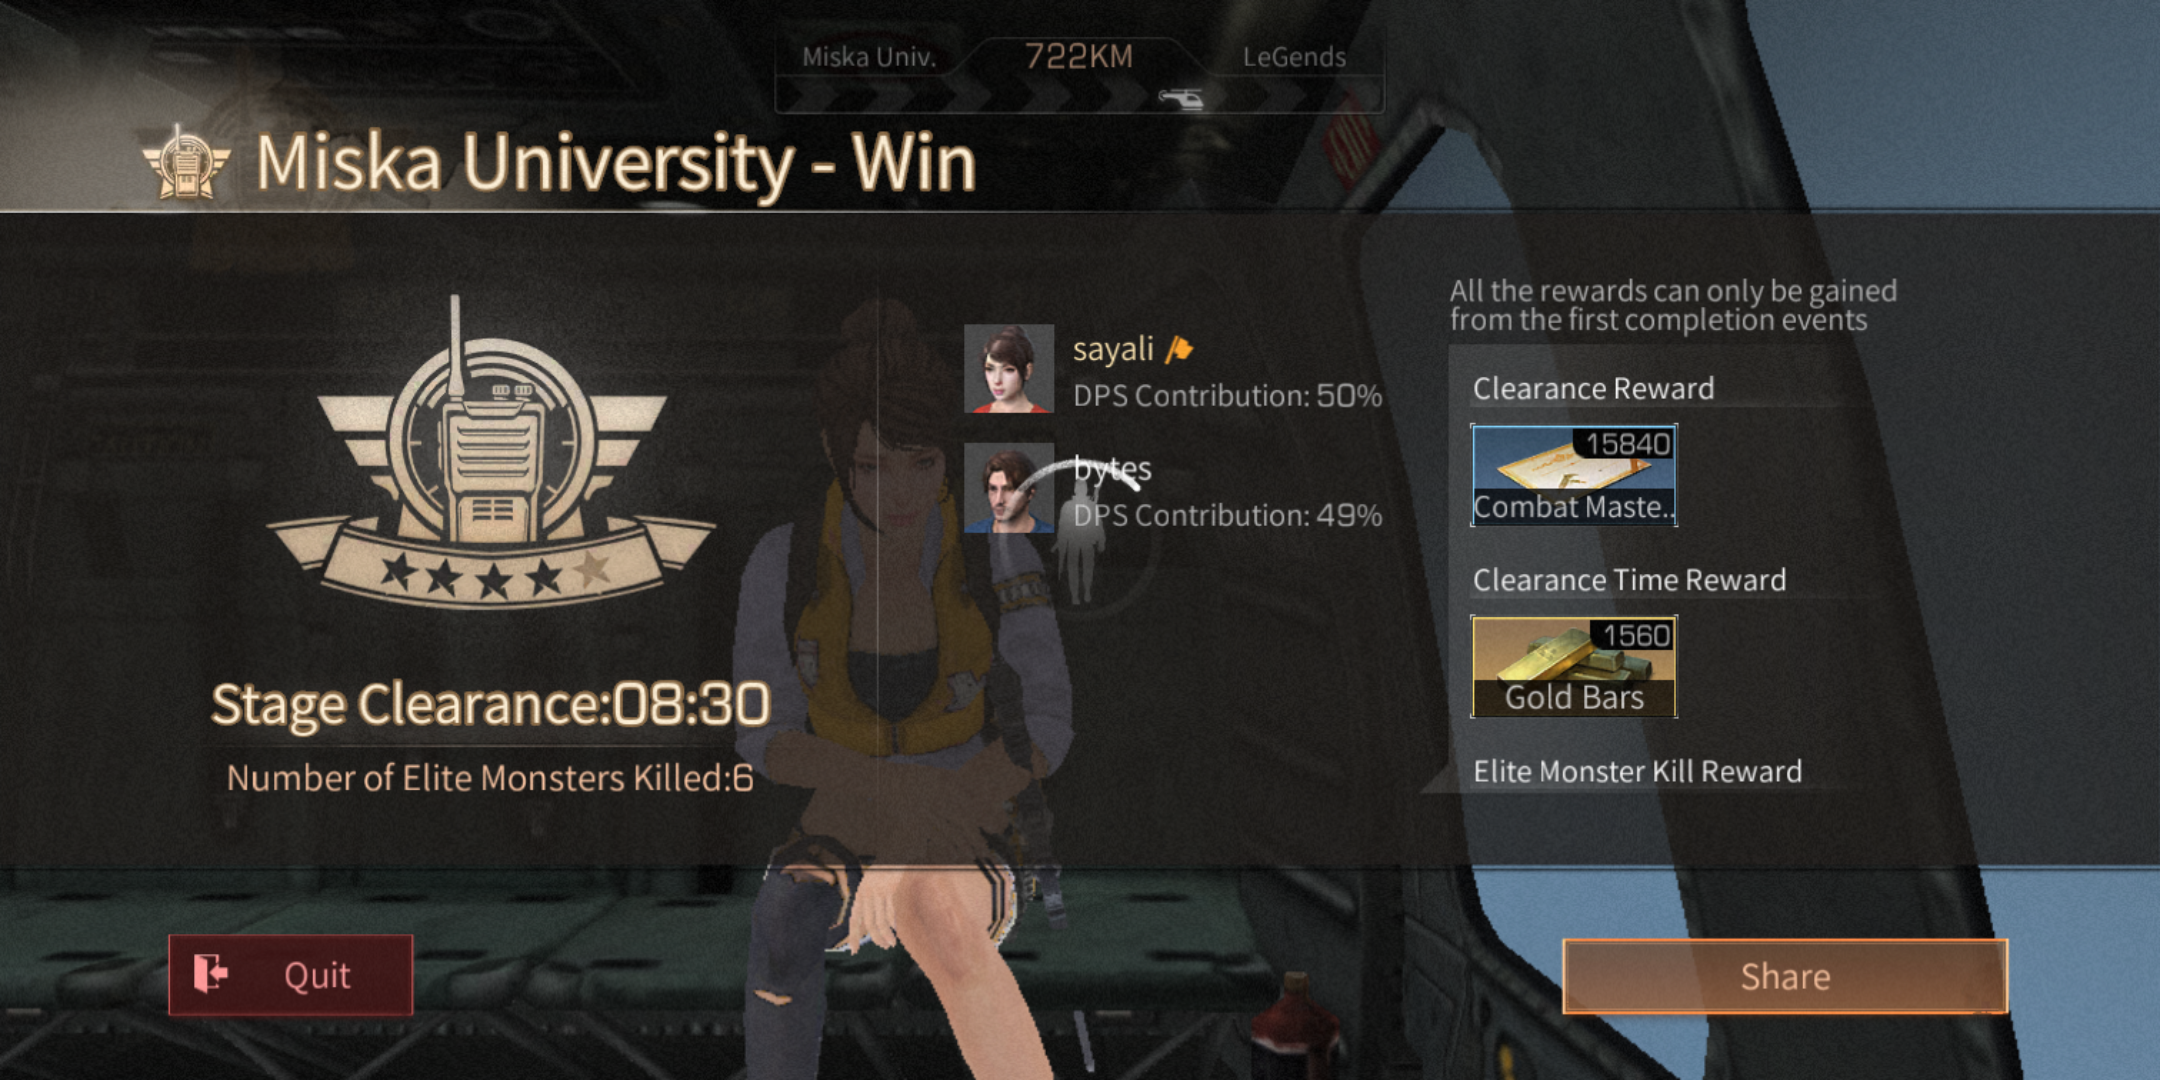 Miska Univ.
722KM
LeGends
Miska University - Win
All the rewards can only be gained
from the first completion events
sayali
DPS Contribution: 50%
Clearance Reward
15840
Combat Maste..
bytes
DPS Contribution: 49%
Clearance Time Reward
1560
Gold Bars
Stage Clearance:08:30
Number of Elite Monsters Killed:6
Elite Monster Kill Reward
Quit
Share